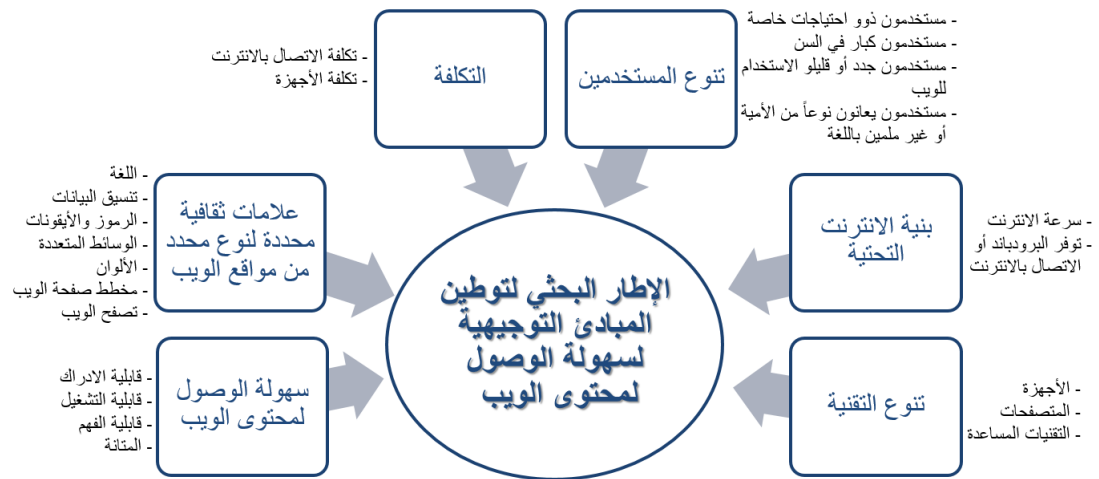 - مستخدمون ذوو احتياجات خاصة
- مستخدمون كبار في السن
- مستخدمون جدد أو قليلو الاستخدام
للويب
- مستخدمون يعانون نوعاً من الأمية
أو غير ملمين باللغة
تنوع المستخدمين
التكلفة
- تكلفة الاتصال بالانترنت
- تكلفة الأجهزة
- سرعة الانترنت
- توفر البرودباند أو
الاتصال بالانترنت
بنية الانترنت
التحتية
علامات ثقافية
محددة لنوع محدد
من مواقع الويب
- اللغة
- تنسيق البيانات
- الرموز والأيقونات
- الوسائط المتعددة
- الألوان
- مخطط صفحة الويب
- تصفح الويب
الإطار البحثي لتوطين
المبادئ التوجيهية
لسهولة الوصول
لمحتوى الويب
- الأجهزة
- المتصفحات
- التقنيات المساعدة
تنوع التقنية
سهولة الوصول
لمحتوى الويب
- قابلية الادراك
- قابلية التشغيل
- قابلية الفهم
- المتانة